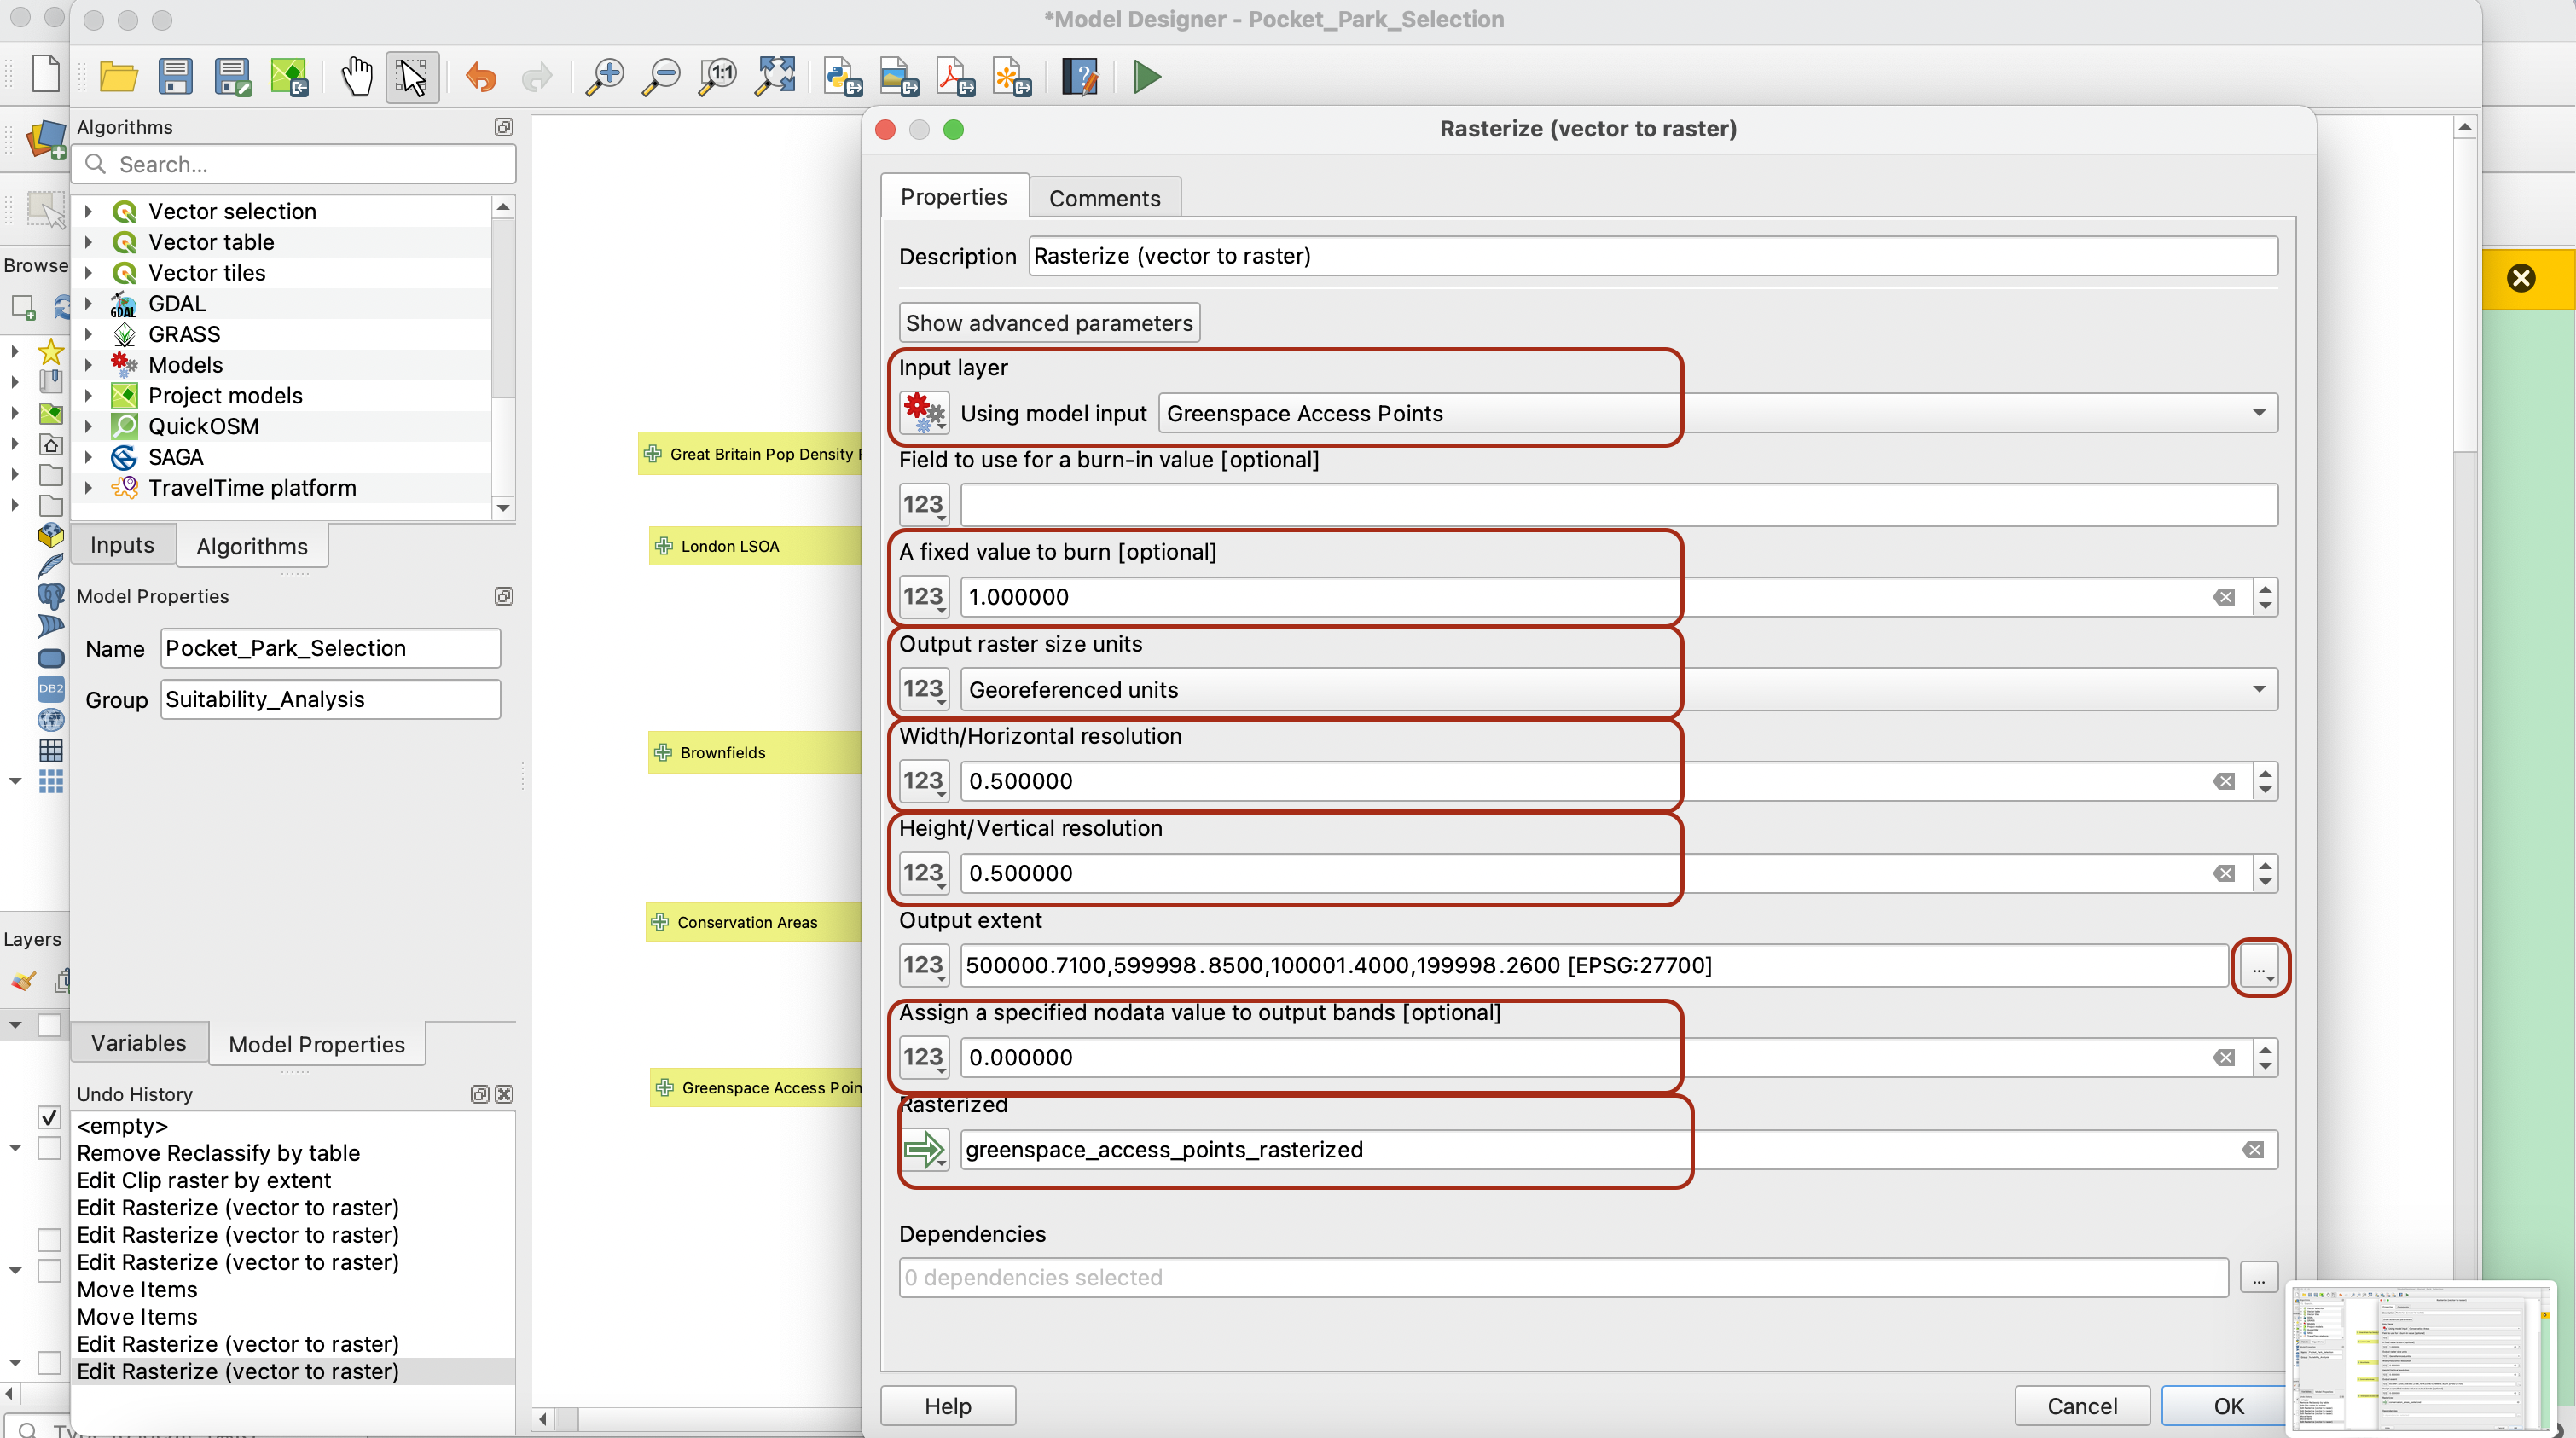 *Model Designer - Pocket_Park_Selection
Algorithms
Search...
Vector selection
Vector table
Vector tiles
GDAL
GRASS
Models
Project models
QuickOSM
SAGA
TravelTime platform
Inputs
Algorithms
Model Properties
Name
Pocket_Park_Selection
Group
Suitability_Analysis
Variables
Model Properties
Undo History
<empty>
Remove Reclassify by table
Edit Clip raster by extent
Edit Rasterize (vector to raster)
Edit Rasterize (vector to raster)
Edit Rasterize (vector to raster)
Move Items
Move Items
Edit Rasterize (vector to raster)
Edit Rasterize (vector to raster)
Browse
DB2
Layers
Great Britain Pop Density
London LSOA
Brownfields
Conservation Areas
Greenspace Access Poin
Rasterize (vector to raster)
Properties
Comments
Description
Rasterize (vector to raster)
Show advanced parameters
Input layer
Using model input
Greenspace Access Points
Field to use for a burn-in value [optional]
123
A fixed value to burn [optional]
123
1.000000
Output raster size units
123
Georeferenced units
Width/Horizontal resolution
123
0.500000
Height/Vertical resolution
123
0.500000
Output extent
123
500000.7100,599998.8500,100001.4000,199998.2600 [EPSG:27700]
...
Assign a specified nodata value to output bands [optional]
123
0.000000
Rasterized
greenspace_access_points_rasterized
Dependencies
0 dependencies selected
...
Help
Cancel
OK